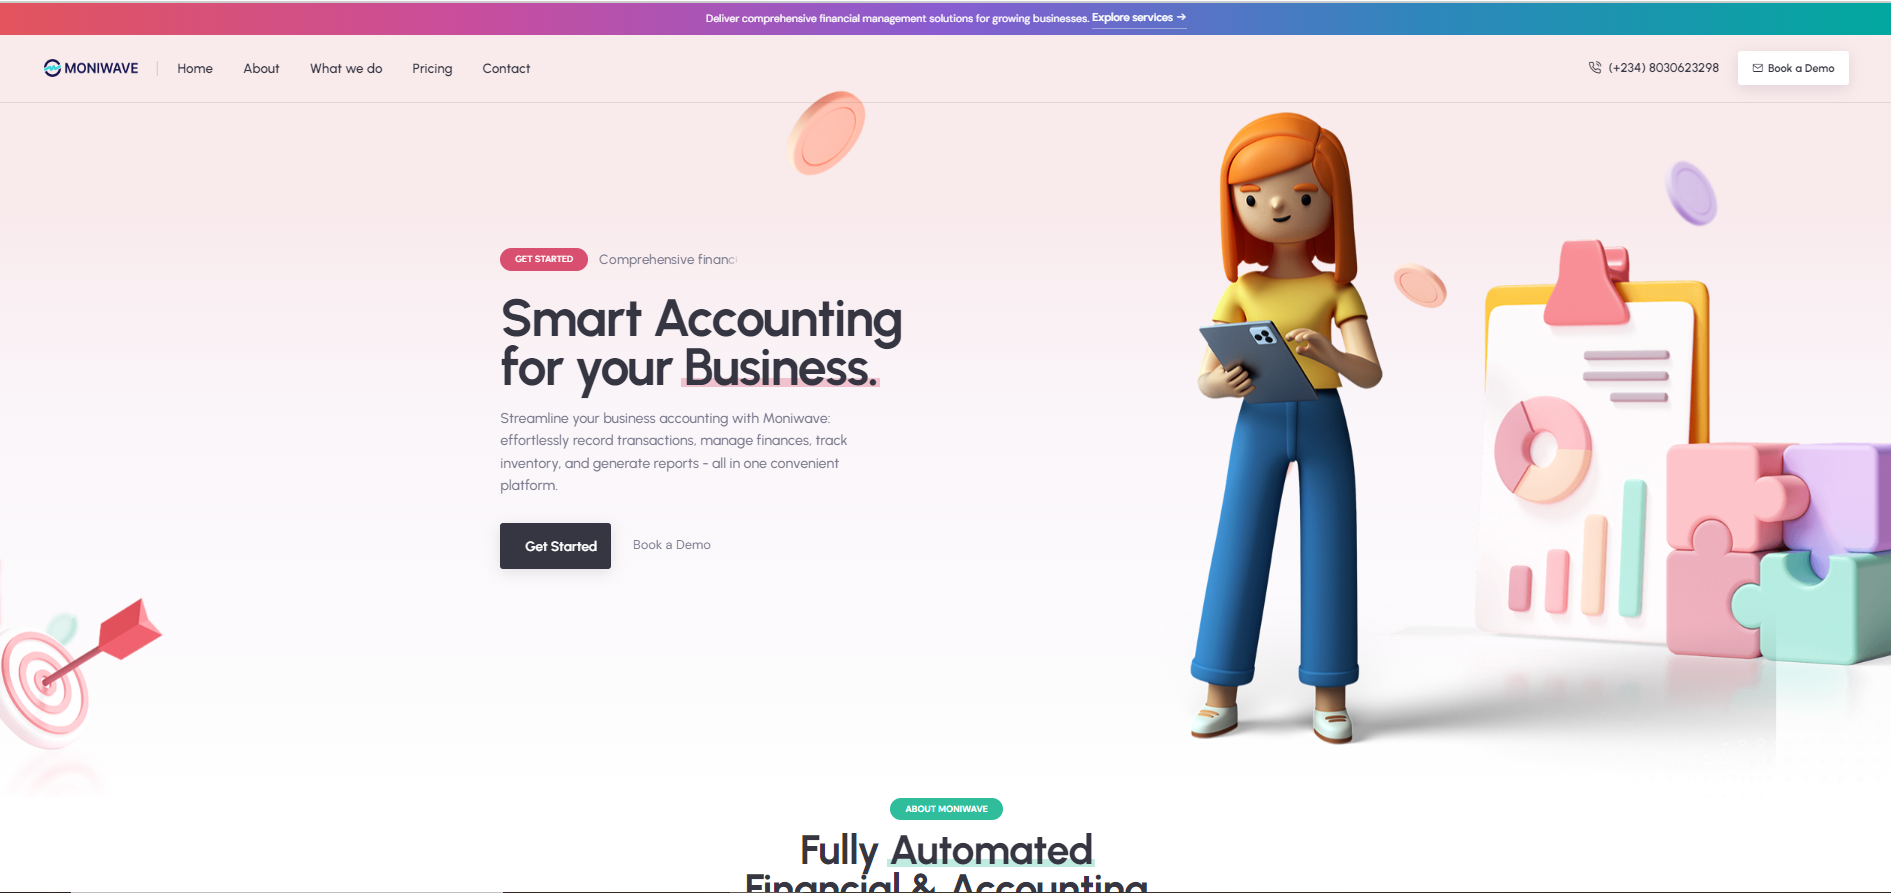 Deliver comprehensive financial management solutions for growing businesses. Explore services →
MONIWAVE
Home About What we do Pricing Contact
(+234) 8030623298
Book a Demo
GET STARTED
Comprehensive financ
Smart Accounting
for your Business.
Streamline your business accounting with Moniwave:
effortlessly record transactions, manage finances, track
inventory, and generate reports - all in one convenient
platform.
Get Started
Book a Demo
ABOUT MONIWAVE
Fully Automated
Financial & Accounting